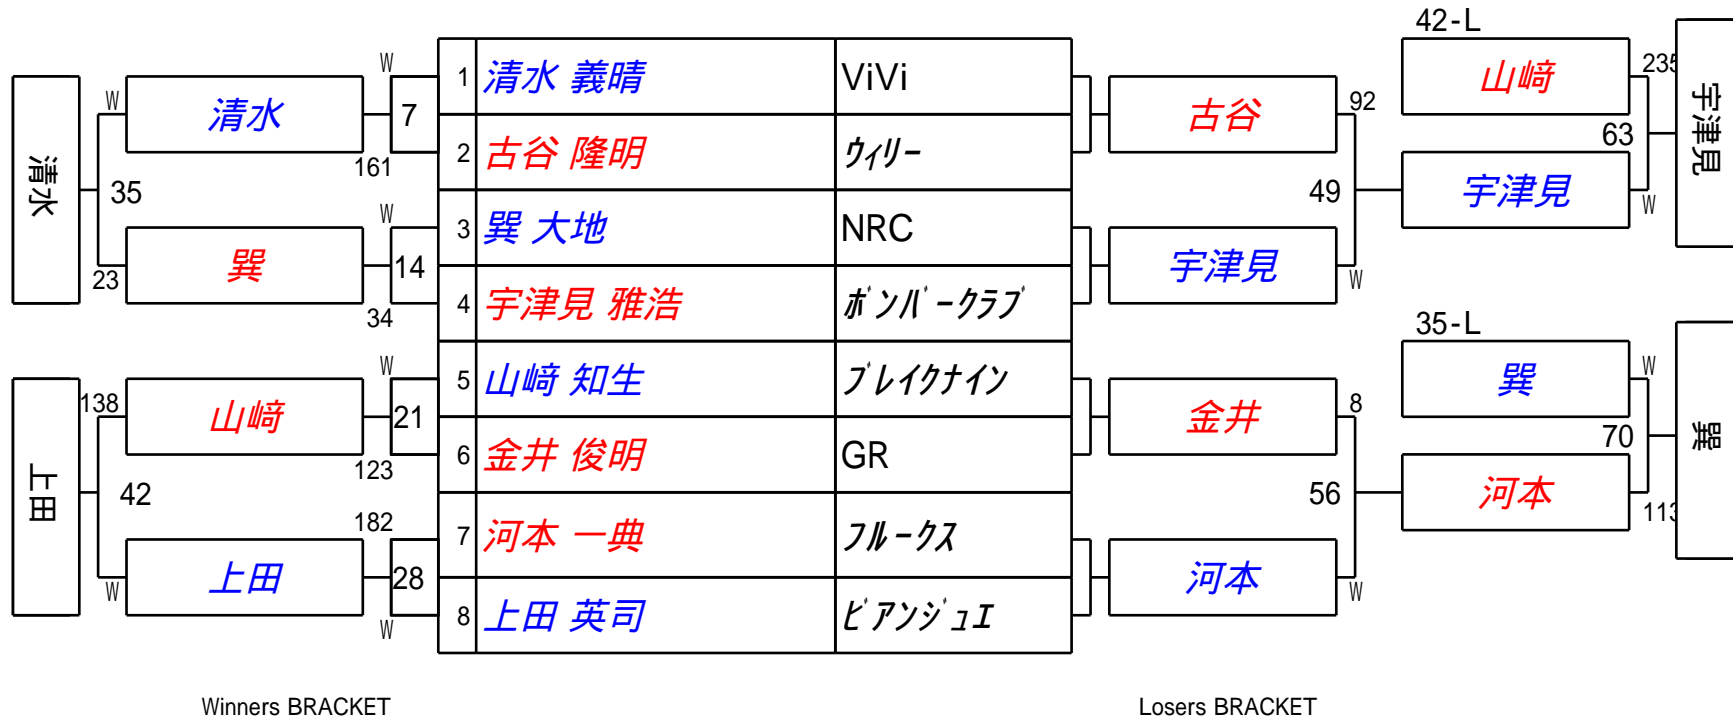 42-L
W
1 清水 義晴 ViVi
山﨑 235
W 清水 7
古谷 92
宇津見
161
2 古谷 隆明 ウィリー
63
清水
35
49
宇津見
W
W
3 巽 大地 NRC
23 巽 14
宇津見 W
34
4 宇津見 雅浩 ボンバークラブ
35-L
W
5 山﨑 知生 ブレイクナイン
巽 W
138 山﨑 21
金井 8
巽
123
6 金井 俊明 GR
70
上田
42
56
河本
113
182
7 河本 一典 フルークス
W 上田 28
河本 W
W
8 上田 英司 ビアンジュエ
Winners BRACKET
Losers BRACKET